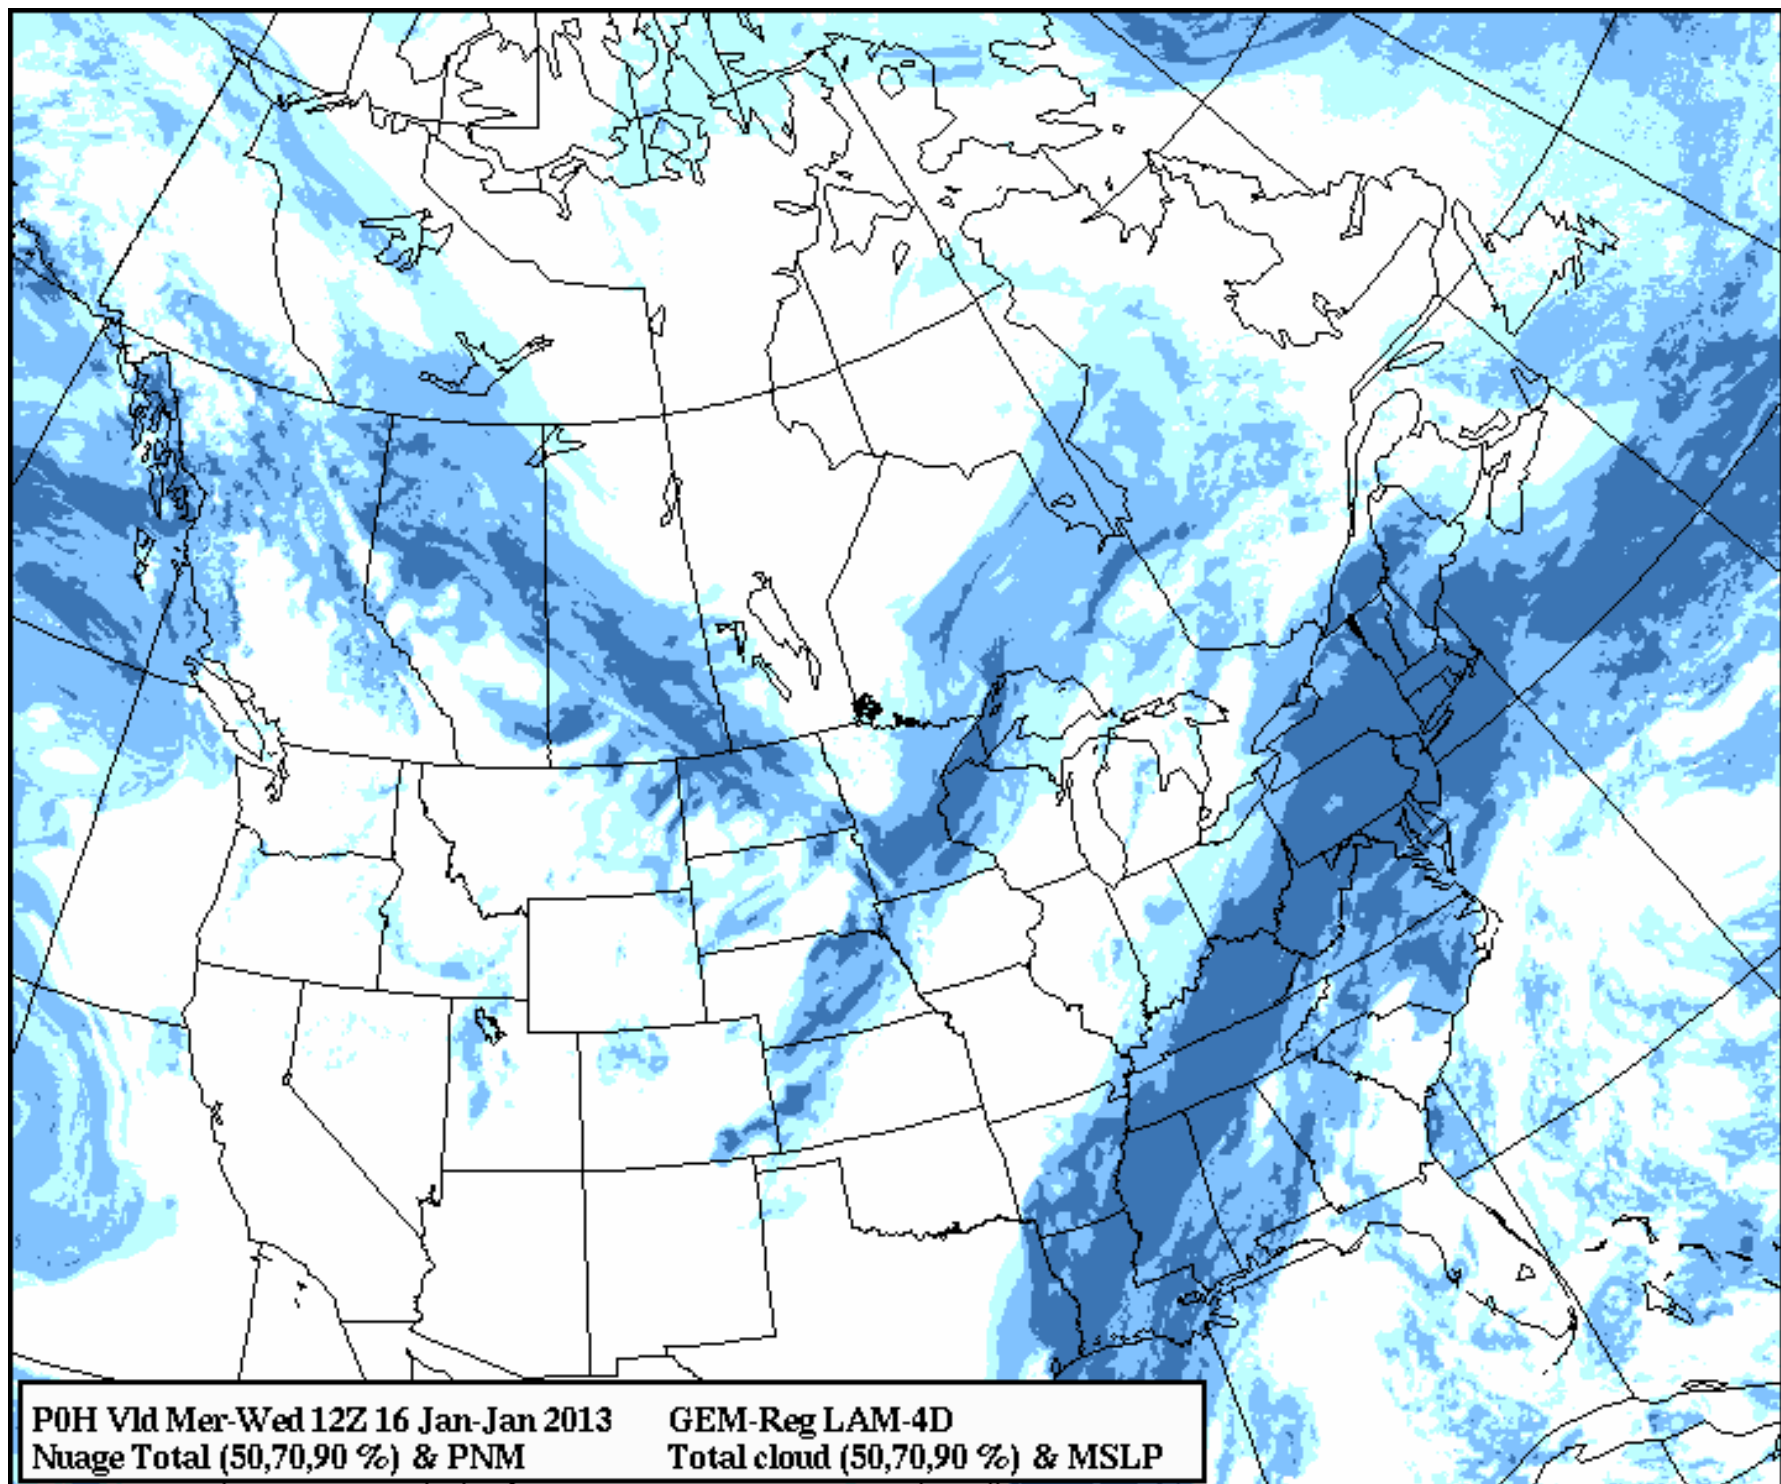 P0H Vld Mer-Wed 12Z 16 Jan-Jan 2013 GEM-Reg LAM-4D
Nuage Total (50,70,90 %) & PNM Total cloud (50,70,90 %) & MSLP